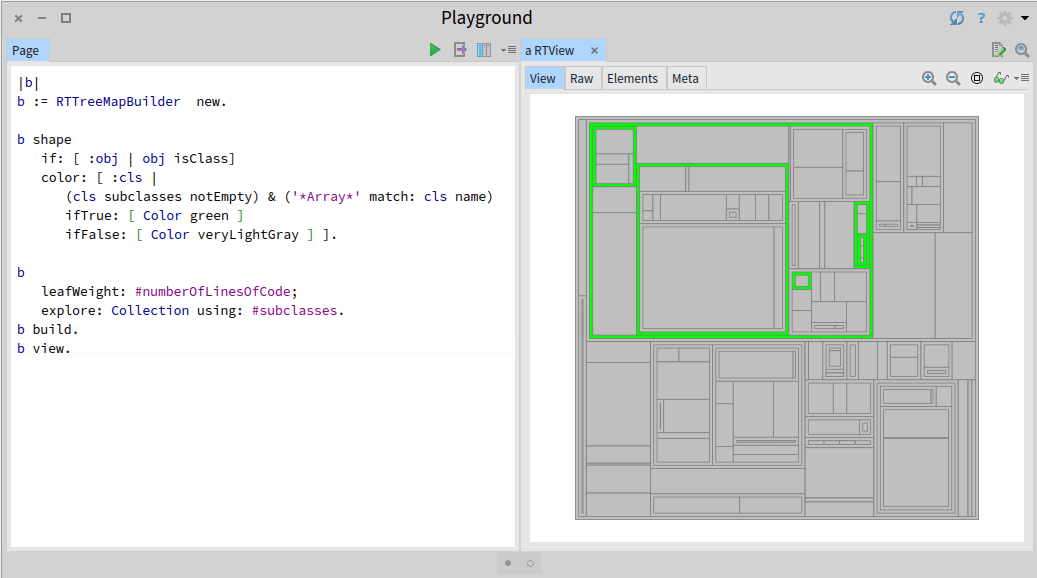 Playground
?
Page
a RTView
View Raw Elements Meta
|b|
b := RTTreeMapBuilder  new.
b shape
   if: [ :obj | obj isClass]
   color: [ :cls |
      (cls subclasses notEmpty) & ('*Array*' match: cls name)
      ifTrue: [ Color green ]
      ifFalse: [ Color veryLightGray ] ].
b
   leafWeight: #numberOfLinesOfCode;
   explore: Collection using: #subclasses.
b build.
b view.